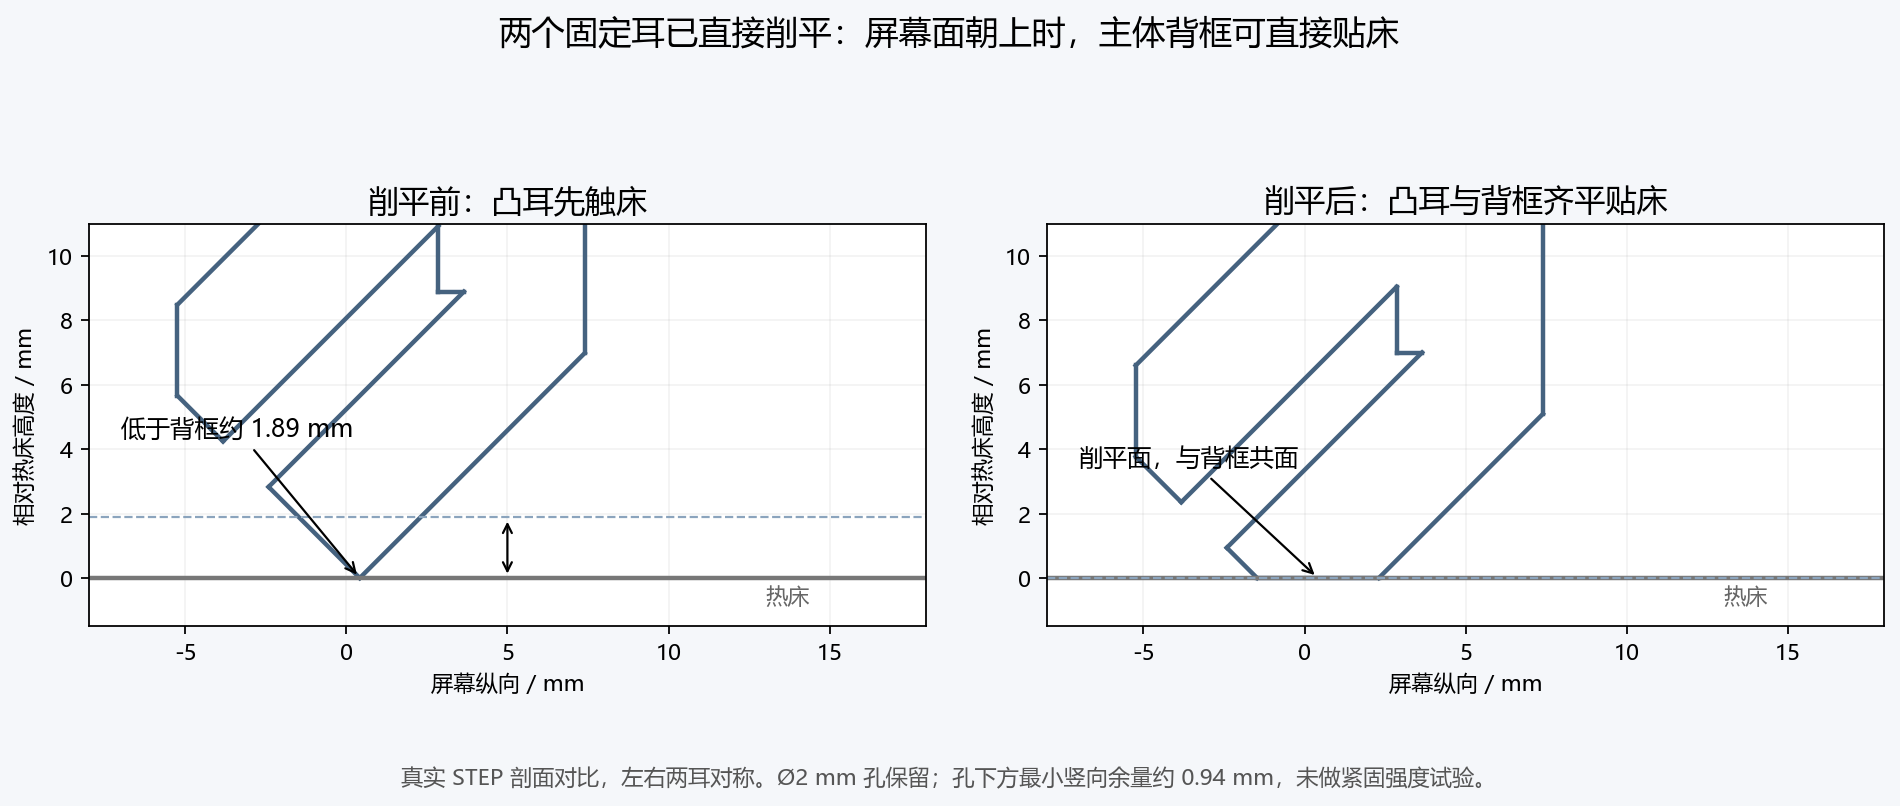 两个固定耳已直接削平：屏幕面朝上时，主体背框可直接贴床
削平前：凸耳先触床
10
8
6
4
2
0
相对热床高度 / mm
低于背框约 1.89 mm
热床
-5
0
5
10
15
屏幕纵向 / mm
削平后：凸耳与背框齐平贴床
10
8
6
4
2
0
相对热床高度 / mm
削平面，与背框共面
热床
-5
0
5
10
15
屏幕纵向 / mm
真实 STEP 剖面对比，左右两耳对称。Ø2 mm 孔保留；孔下方最小竖向余量约 0.94 mm，未做紧固强度试验。